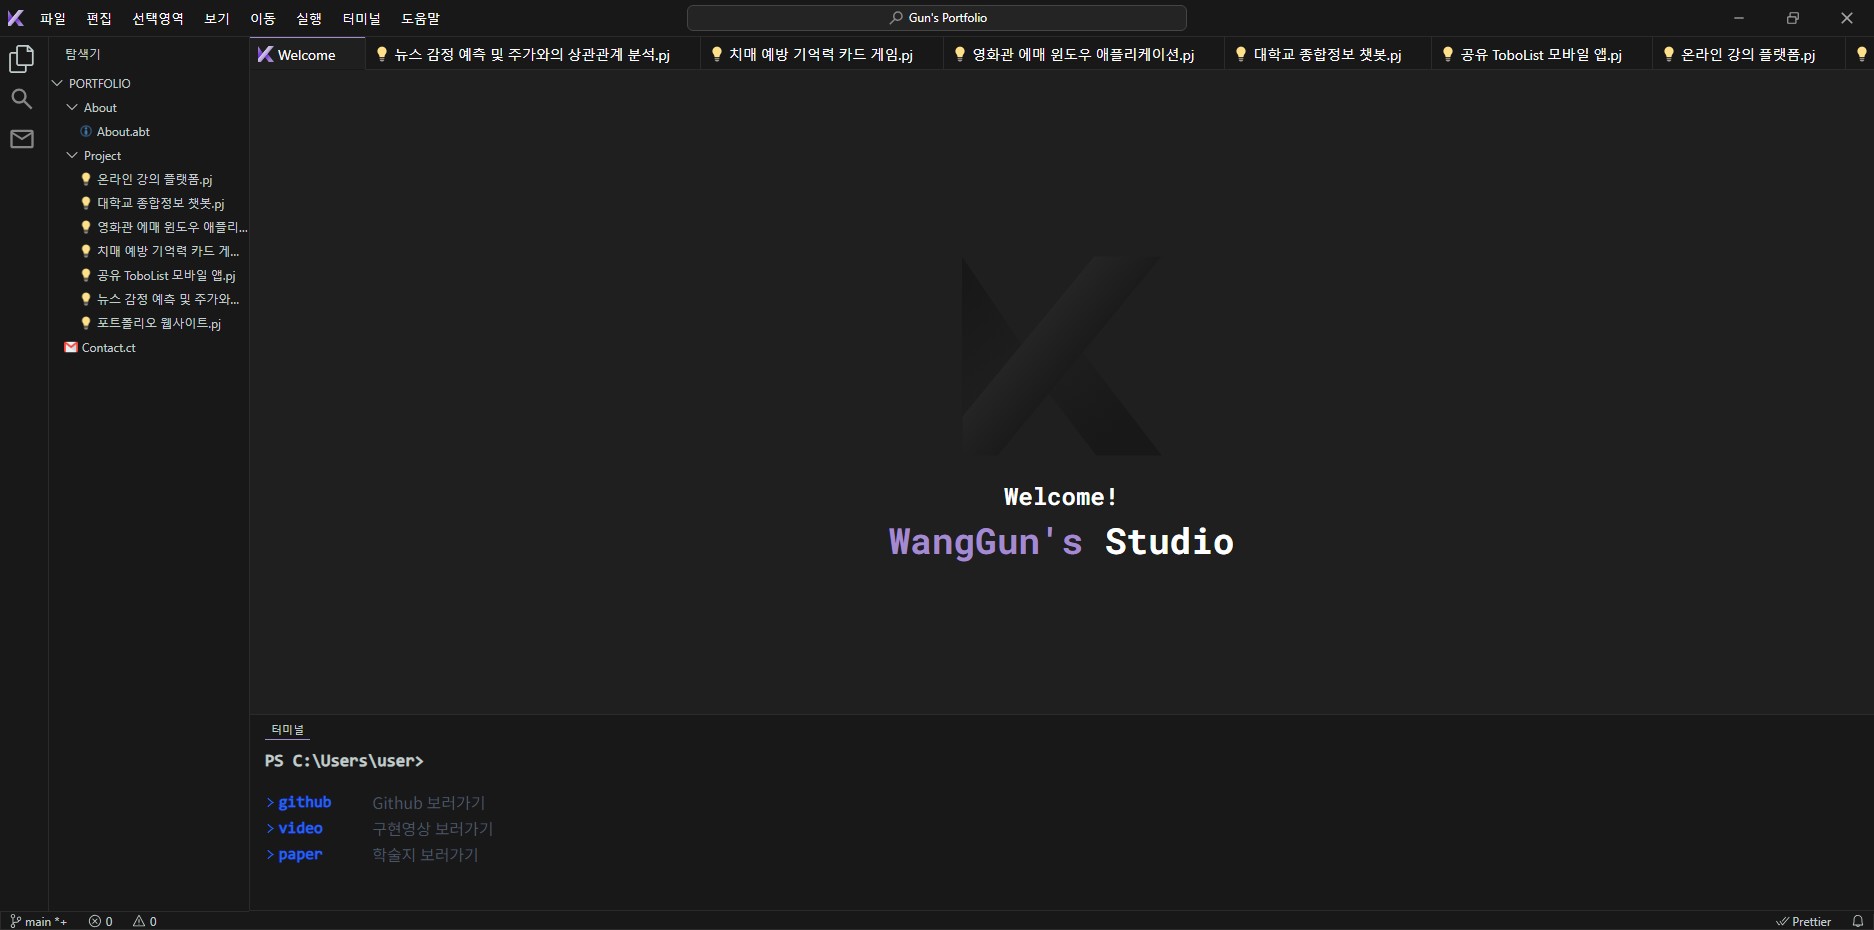 파일 편집 선택영역 보기 이동 실행 터미널 도움말
Gun's Portfolio
탐색기
PORTFOLIO
About
About.abt
Project
온라인 강의 플랫폼.pj
대학교 종합정보 챗봇.pj
영화관 에매 윈도우 애플리...
치매 예방 기억력 카드 게...
공유 ToboList 모바일 앱.pj
뉴스 감정 예측 및 주가와...
포트폴리오 웹사이트.pj
Contact.ct
Welcome
뉴스 감정 예측 및 주가와의 상관관계 분석.pj
치매 예방 기억력 카드 게임.pj
영화관 에매 윈도우 애플리케이션.pj
대학교 종합정보 챗봇.pj
공유 ToboList 모바일 앱.pj
온라인 강의 플랫폼.pj
Welcome!
WangGun's Studio
터미널
PS C:\Users\user>
> github Github 보러가기
> video 구현영상 보러가기
> paper 학술지 보러가기
main *+ 0 0
Prettier